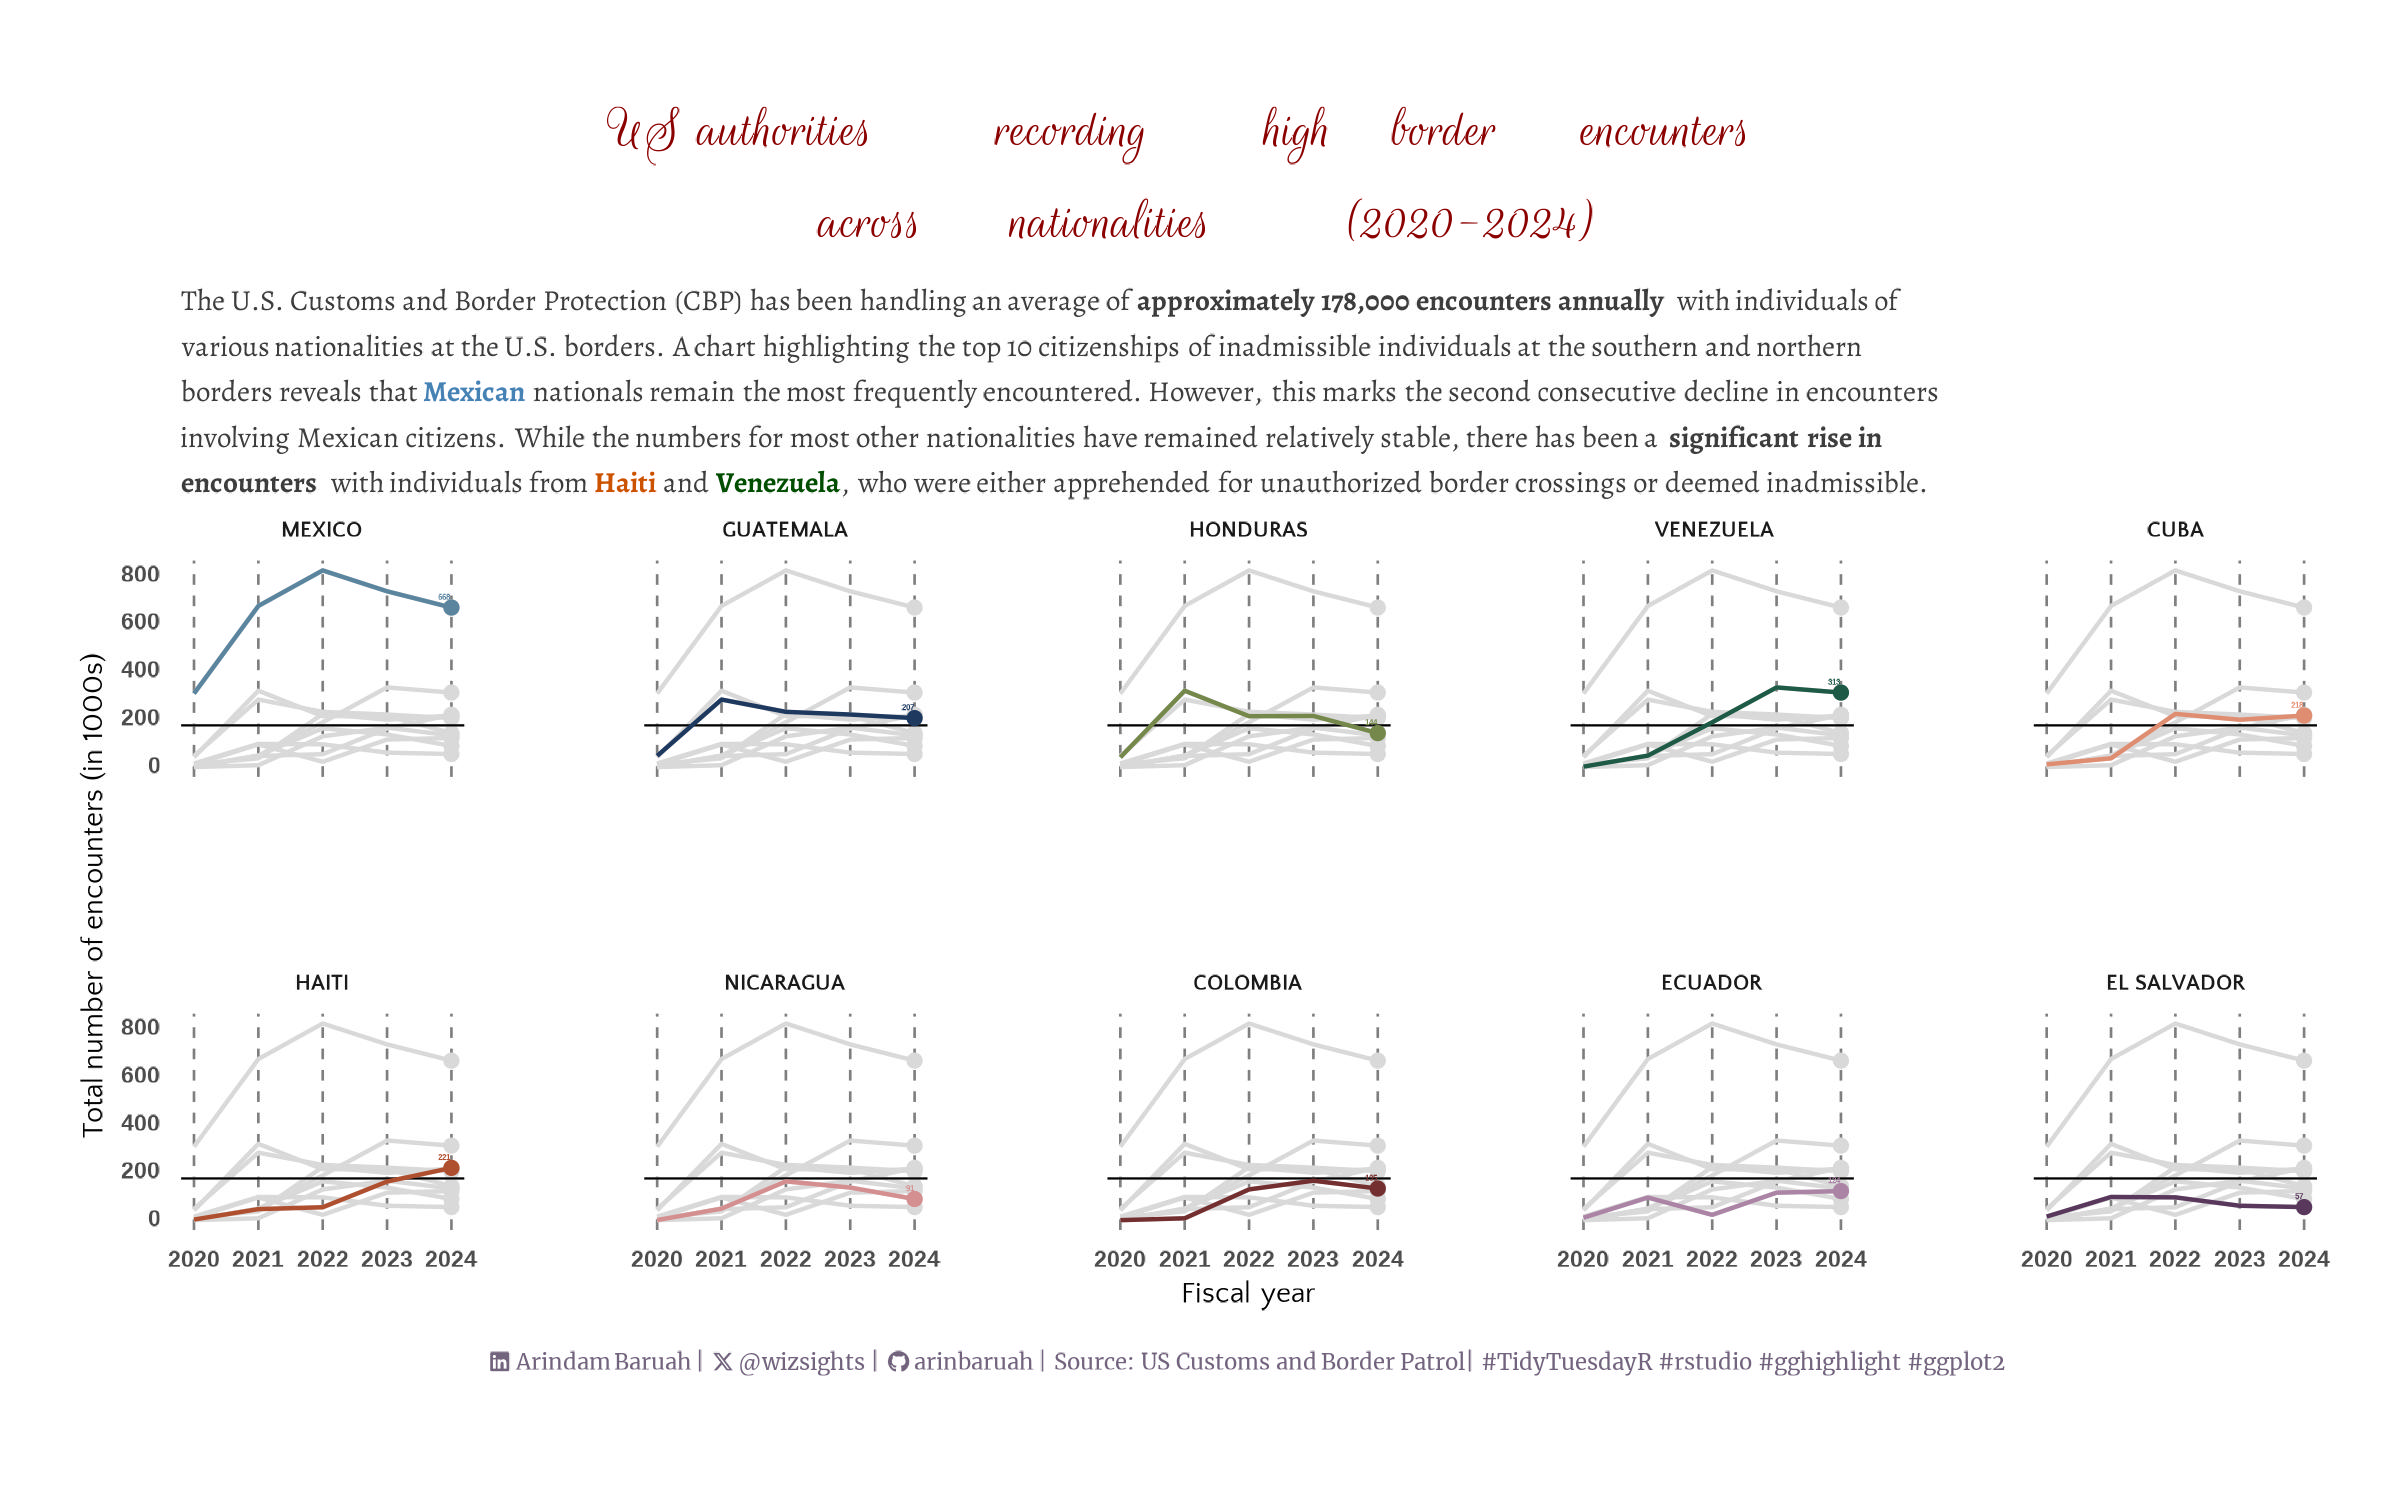 US authorities recording high border encounters
across nationalities (2020-2024)
The U.S. Customs and Border Protection (CBP) has been handling an average of approximately 178,000 encounters annually with individuals of
various nationalities at the U.S. borders. A chart highlighting the top 10 citizenships of inadmissible individuals at the southern and northern
borders reveals that Mexican nationals remain the most frequently encountered. However, this marks the second consecutive decline in encounters
involving Mexican citizens. While the numbers for most other nationalities have remained relatively stable, there has been a significant rise in
encounters with individuals from Haiti and Venezuela, who were either apprehended for unauthorized border crossings or deemed inadmissible.
MEXICO GUATEMALA HONDURAS VENEZUELA CUBA
800
600
400
200
0
668
207
144
313
218
Total number of encounters (in 1000s)
HAITI NICARAGUA COLOMBIA ECUADOR EL SALVADOR
800
600
400
200
0
221
91
57
2020 2021 2022 2023 2024 2020 2021 2022 2023 2024 2020 2021 2022 2023 2024 2020 2021 2022 2023 2024 2020 2021 2022 2023 2024
Fiscal year
Arindam Baruah | @wizsights | arinbaruah | Source: US Customs and Border Patrol| #TidyTuesdayR #rstudio #gghighlight #ggplot2